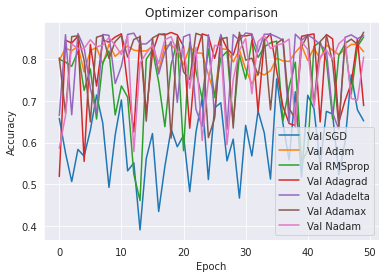 Optimizer comparison
Accuracy
0.8
0.7
0.6
0.5
0.4
Val SGD
Val Adam
Val RMSprop
Val Adagrad
Val Adadelta
Val Adamax
Val Nadam
0 10 20 30 40 50
Epoch